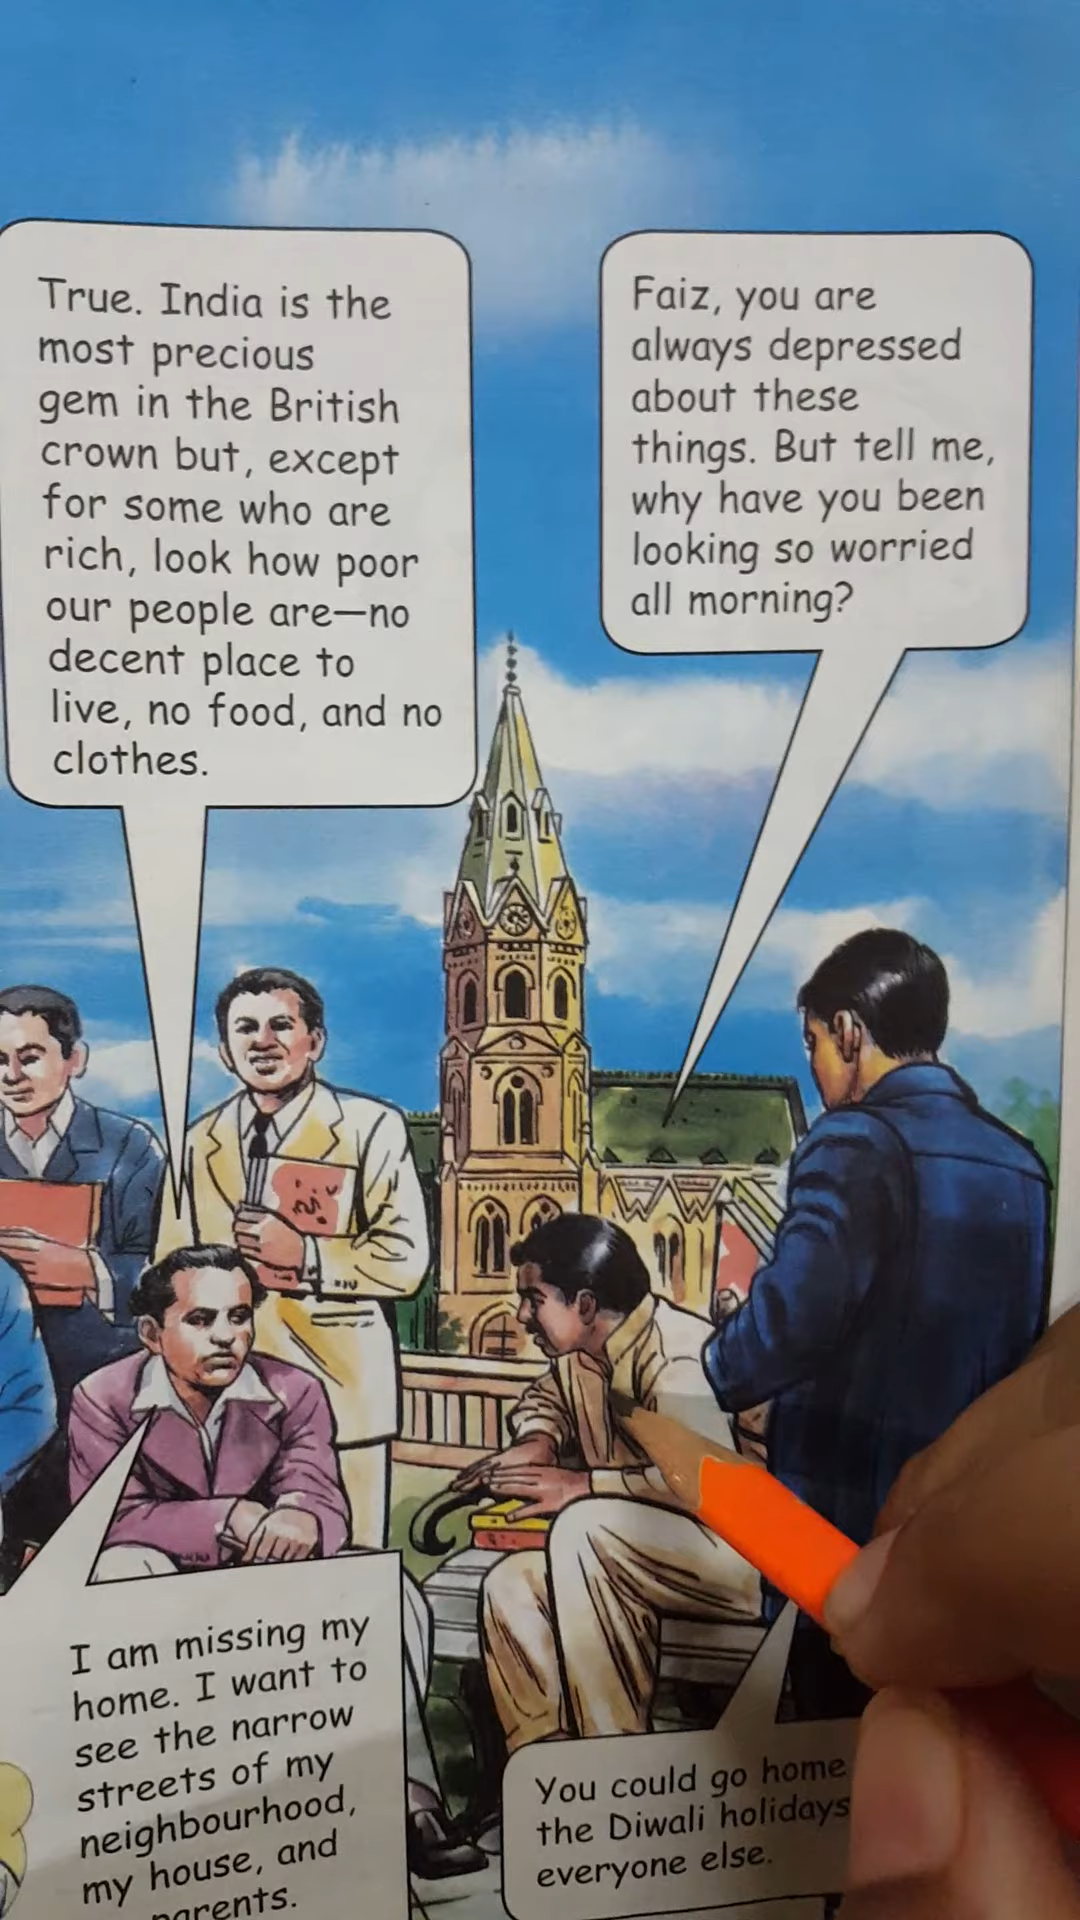 True. India is the
most precious
gem in the British
crown but, except
for some who are
rich, look how poor
our people are—no
decent place to
live, no food, and no
clothes.
Faiz, you are
always depressed
about these
things. But tell me,
why have you been
looking so worried
all morning?
I am missing my
home. I want to
see the narrow
streets of my
neighbourhood,
my house, and
parents.
You could go home
the Diwali holidays
everyone else.